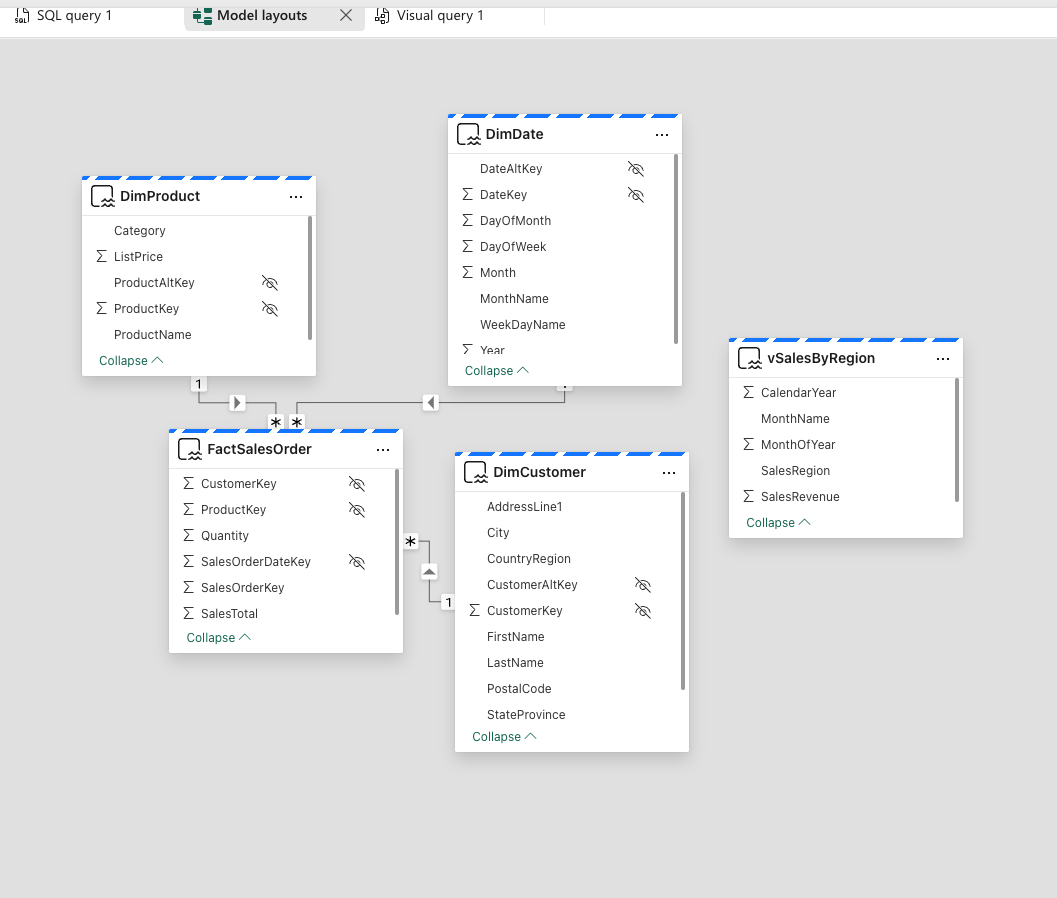 SQL query 1
Model layouts
Visual query 1
DimDate
DateAltKey
DateKey
DayOfMonth
DayOfWeek
Month
MonthName
WeekDayName
Year
Collapse
DimProduct
Category
ListPrice
ProductAltKey
ProductKey
ProductName
Collapse
1
*
*
vSalesByRegion
CalendarYear
MonthName
MonthOfYear
SalesRegion
SalesRevenue
Collapse
FactSalesOrder
CustomerKey
ProductKey
Quantity
SalesOrderDateKey
SalesOrderKey
SalesTotal
Collapse
*
1
DimCustomer
AddressLine1
City
CountryRegion
CustomerAltKey
CustomerKey
FirstName
LastName
PostalCode
StateProvince
Collapse